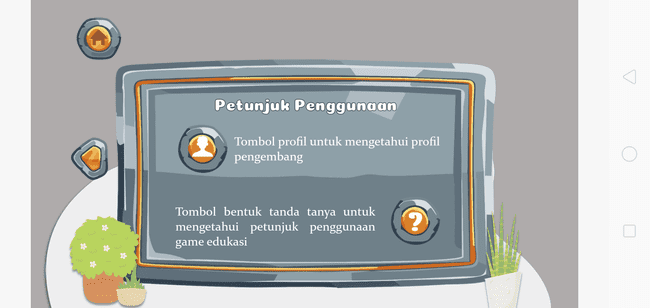 Petunjuk Penggunaan
Tombol profil untuk mengetahui profil
pengembang
Tombol bentuk tanda tanya untuk
mengetahui petunjuk penggunaan
game edukasi
?